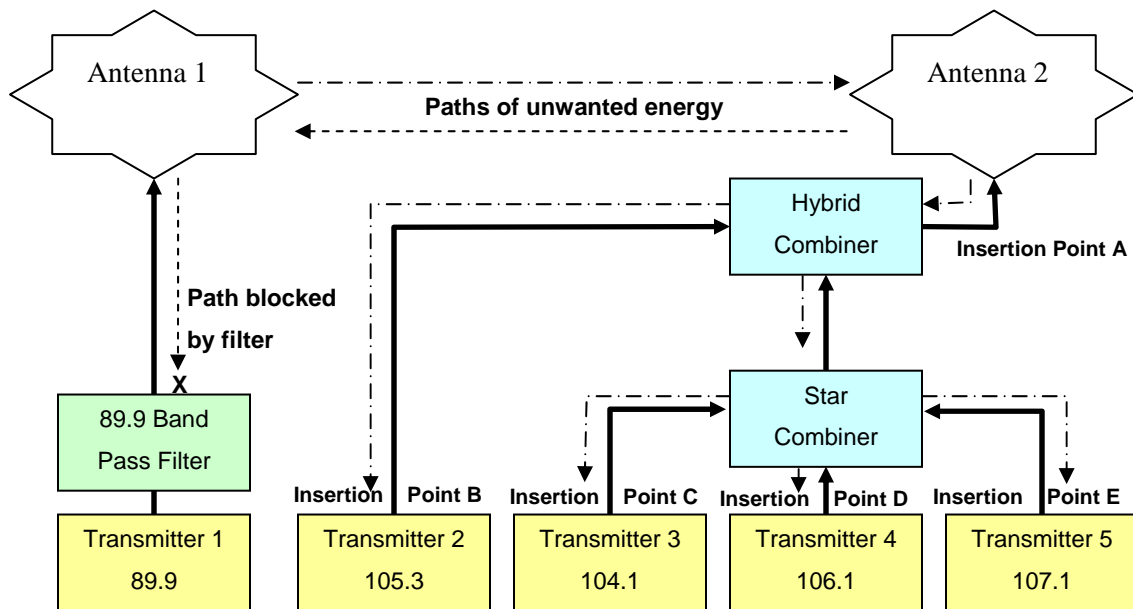 Antenna 1
Antenna 2
Paths of unwanted energy
Hybrid
Combiner
Insertion Point A
Path blocked
by filter
X
89.9 Band
Pass Filter
Star
Combiner
Insertion Point B
Insertion Point C
Insertion Point D
Insertion Point E
Transmitter 1
89.9
Transmitter 2
105.3
Transmitter 3
104.1
Transmitter 4
106.1
Transmitter 5
107.1